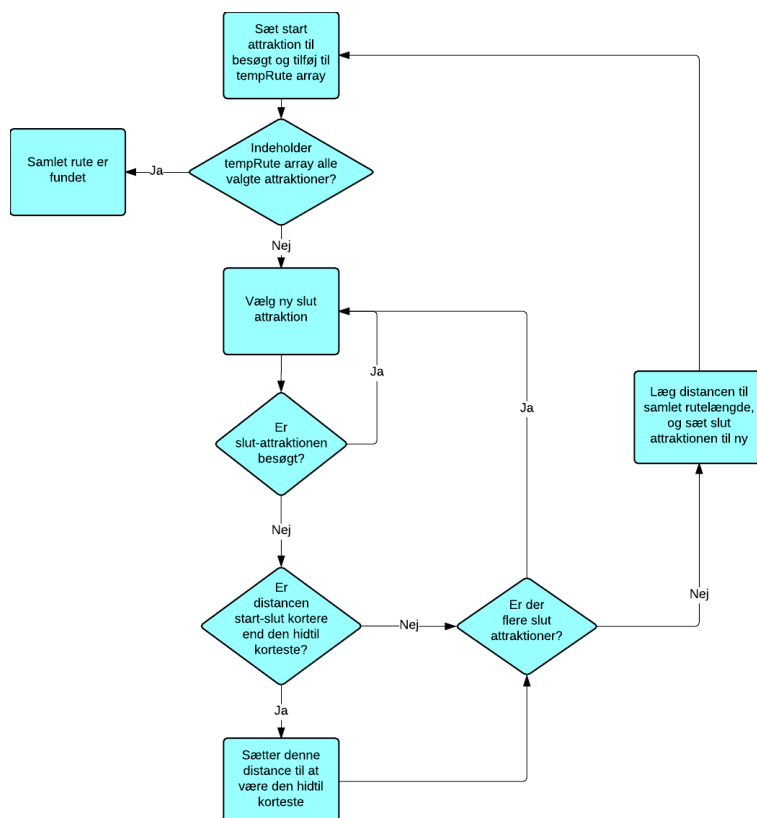 Sæt start
attraktion til
besøgt og tilføj til
tempRute array
Indeholder
tempRute array alle
valgte attraktioner?
Ja
Samlet rute er
fundet
Nej
Vælg ny slut
attraktion
Ja
Er
slut-attraktionen
besøgt?
Ja
Læg distancen til
samlet rutelængde,
og sæt slut
attraktionen til ny
Nej
Er
distancen
start-slut kortere
end den hidtil
korteste?
Nej
Er der
flere slut
attraktioner?
Nej
Ja
Sætter denne
distance til at
være den hidtil
korteste